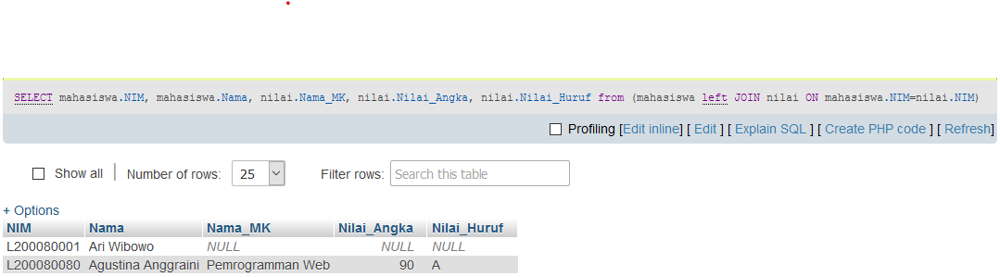 SELECT mahasiswa.NIM, mahasiswa.Nama, nilai.Nama_MK, nilai.Nilai_Angka, nilai.Nilai_Huruf from (mahasiswa left JOIN nilai ON mahasiswa.NIM=nilai.NIM)
Profiling [Edit inline] [ Edit ] [ Explain SQL ] [ Create PHP code ] [ Refresh]
Show all Number of rows: 25 Filter rows: Search this table
+ Options
NIM Nama Nama_MK Nilai_Angka Nilai_Huruf
L200080001 Ari Wibowo NULL NULL NULL
L200080080 Agustina Anggraini Pemrogramman Web 90 A